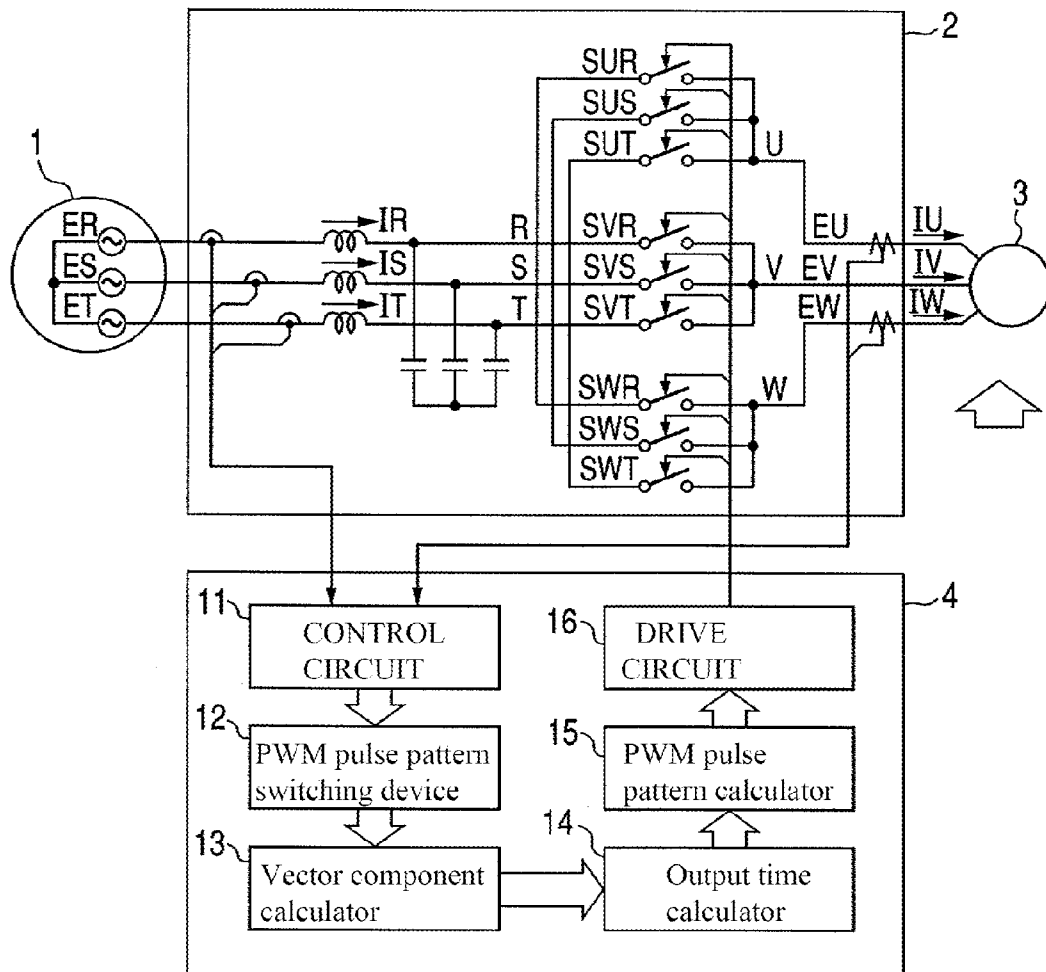 2
SUR
SUS
SUT
U
1
ER
ES
ET
IR
IS
IT
R
S
T
SVR
SVS
SVT
V
EU
EV
EW
IU
IV
IW
3
SWR
SWS
SWT
W
4
11
CONTROL
CIRCUIT
16
DRIVE
CIRCUIT
12
PWM pulse pattern
switching device
15
PWM pulse
pattern calculator
13
Vector component
calculator
14
Output time
calculator